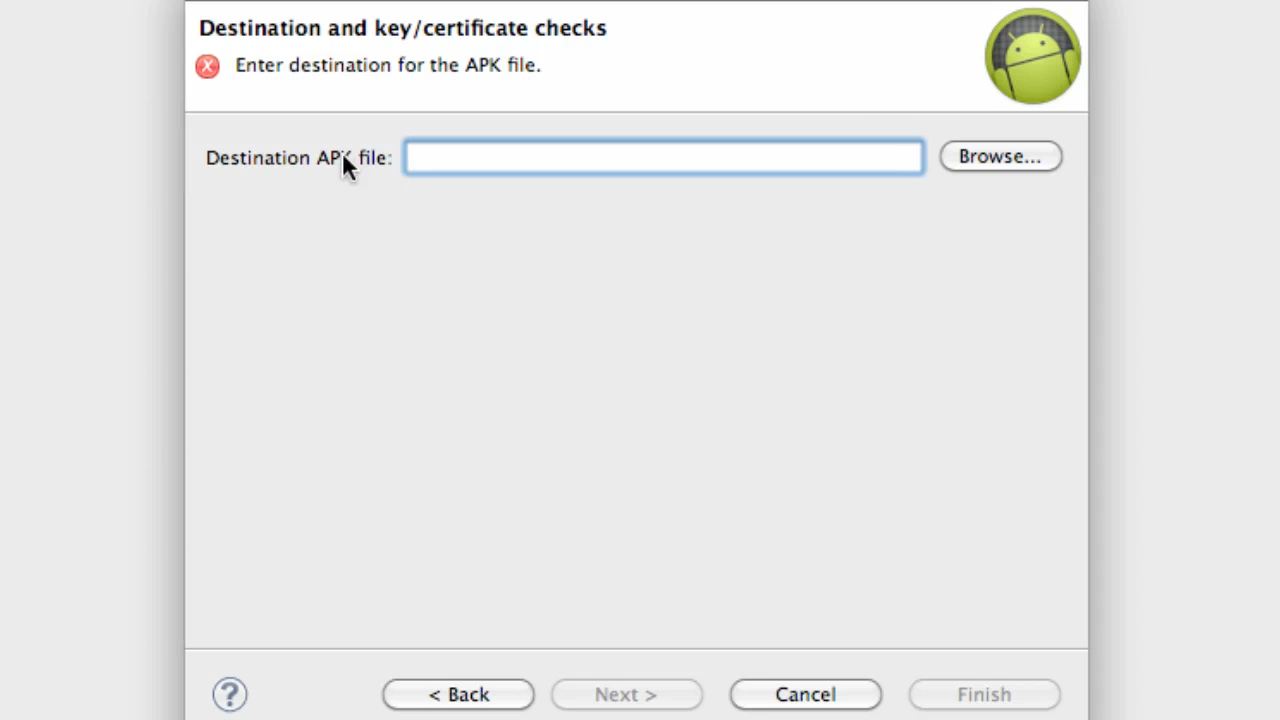 Destination and key/certificate checks
Enter destination for the APK file.
Destination APK file:
Browse...
?
< Back
Next >
Cancel
Finish